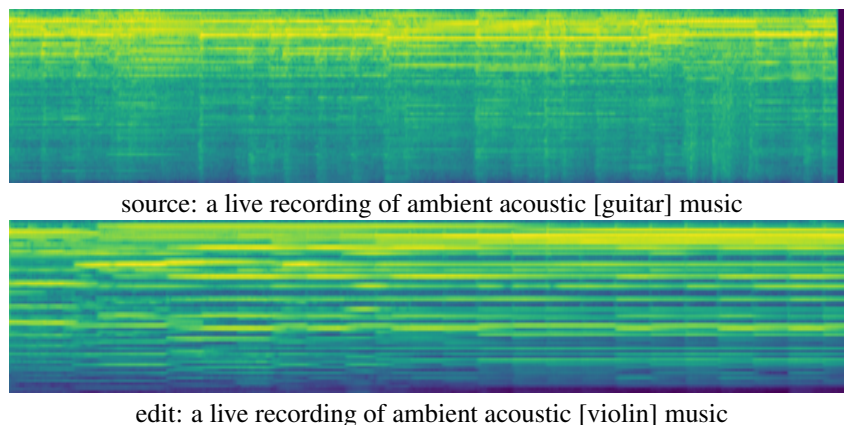 source: a live recording of ambient acoustic [guitar] music
edit: a live recording of ambient acoustic [violin] music